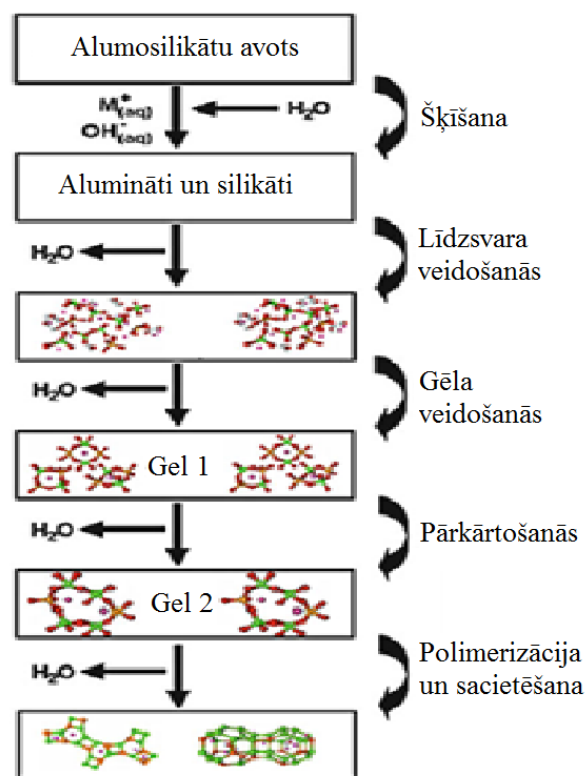 Alumosilikātu avots
M⁺(aq)
OH⁻(aq)
H₂O
Šķīšana
Alumināti un silikāti
H₂O
Līdzsvara
veidošanās
H₂O
Gēla
veidošanās
Gel 1
H₂O
Pārkārtošanās
Gel 2
H₂O
Polimerizācija
un sacietēšana